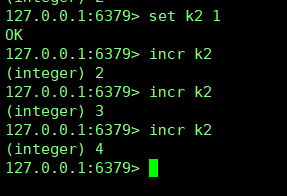 (integer) 2
127.0.0.1:6379> set k2 1
OK
127.0.0.1:6379> incr k2
(integer) 2
127.0.0.1:6379> incr k2
(integer) 3
127.0.0.1:6379> incr k2
(integer) 4
127.0.0.1:6379>